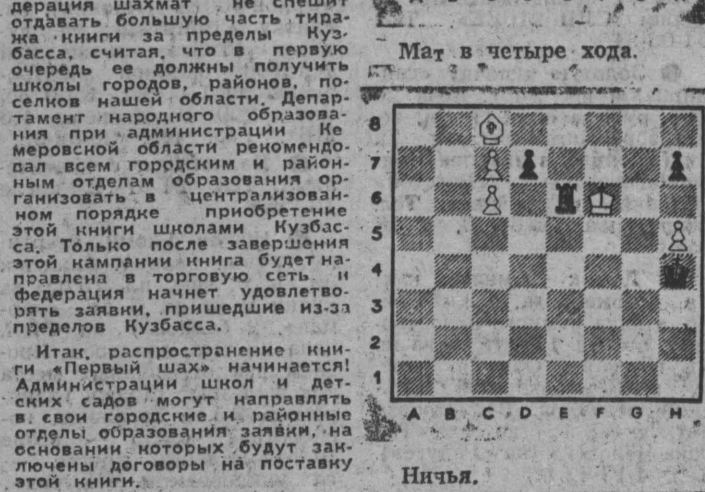 дерация шахмат не спешит
отдавать большую часть тира-
жа книги за пределы Куз-
басса, считая, что в первую
очередь ее должны получить
школы городов, районов, по-
селков нашей области. Депар-
тамент народного образова-
ния при администрации Ке
меровской области рекомендо-
вал всем городским и район-
ным отделам образования ор-
ганизовать в централизован-
ном порядке приобретение
этой книги школами Кузбас-
са. Только после завершения
этой кампании книга будет на-
правлена в торговую сеть и
федерация начнет удовлетво-
рять заявки, пришедшие из-за
пределов Кузбасса.
Итак, распространение кни-
ги «Первый шах» начинается!
Администрации школ и дет-
ских садов могут направлять
в свои городские и районные
отделы образования заявки, на
основании которых будут зак-
лючены договоры на поставку
этой книги.
Мат в четыре хода.
8
7
6
5
4
3
2
1
A B C D E F G H
Ничья.